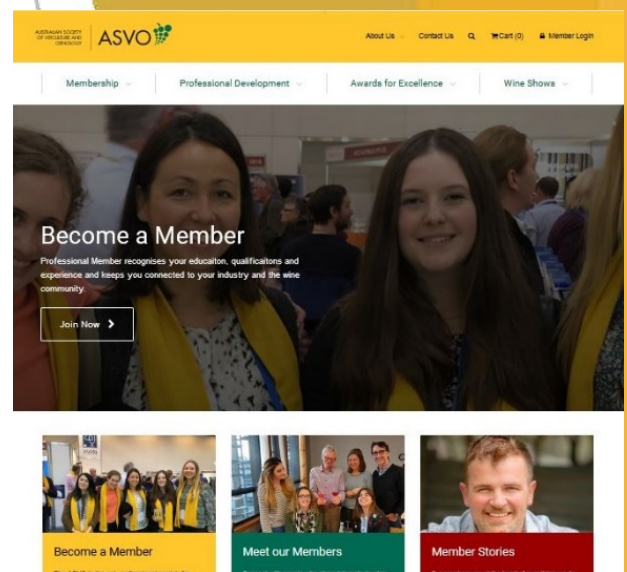 AUSTRALIAN SOCIETY
OF VITICULTURE AND
OENOLOGY
ASVO
About Us
Contact Us
Cart (0)
Member Login
Membership
Professional Development
Awards for Excellence
Wine Shows
Become a Member
Professional Member recognises your educaiton, qualificaitons and
experience and keeps you connected to your industry and the wine
community.
Join Now
Become a Member
Meet our Members
Member Stories